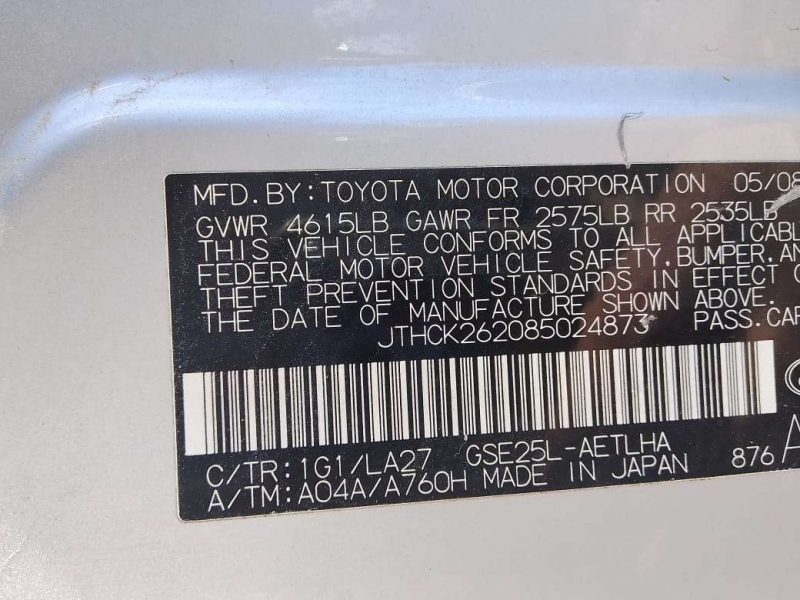 MFD.BY:TOYOTA MOTOR CORPORATION 05/08
GVWR 4615LB GAWR FR 2575LB RR 2535LB
THIS VEHICLE CONFORMS TO ALL APPLICABL
FEDERAL MOTOR VEHICLE SAFETY,BUMPER,AN
THEFT PREVENTION STANDARDS IN EFFECT O
THE DATE OF MANUFACTURE SHOWN ABOVE.
JTHCK262085024873 PASS.CAR
C/TR:1G1/LA27 GSE25L-AETLHA
A/TM:A04A/A760H MADE IN JAPAN 876